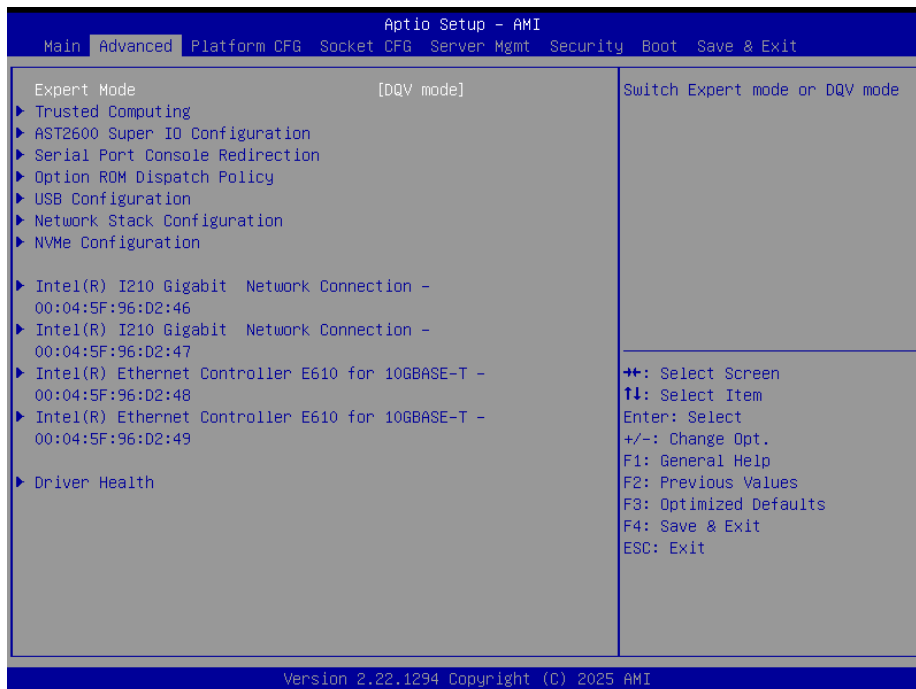 Aptio Setup – AMI
Main Advanced Platform CFG Socket CFG Server Mgmt Security Boot Save & Exit
Expert Mode [DQV mode]
Trusted Computing
AST2600 Super IO Configuration
Serial Port Console Redirection
Option ROM Dispatch Policy
USB Configuration
Network Stack Configuration
NVMe Configuration
Intel(R) I210 Gigabit  Network Connection –
00:04:5F:96:D2:46
Intel(R) I210 Gigabit  Network Connection –
00:04:5F:96:D2:47
Intel(R) Ethernet Controller E610 for 10GBASE-T –
00:04:5F:96:D2:48
Intel(R) Ethernet Controller E610 for 10GBASE-T –
00:04:5F:96:D2:49
Driver Health
Switch Expert mode or DQV mode
→←: Select Screen
↑↓: Select Item
Enter: Select
+/-: Change Opt.
F1: General Help
F2: Previous Values
F3: Optimized Defaults
F4: Save & Exit
ESC: Exit
Version 2.22.1294 Copyright (C) 2025 AMI